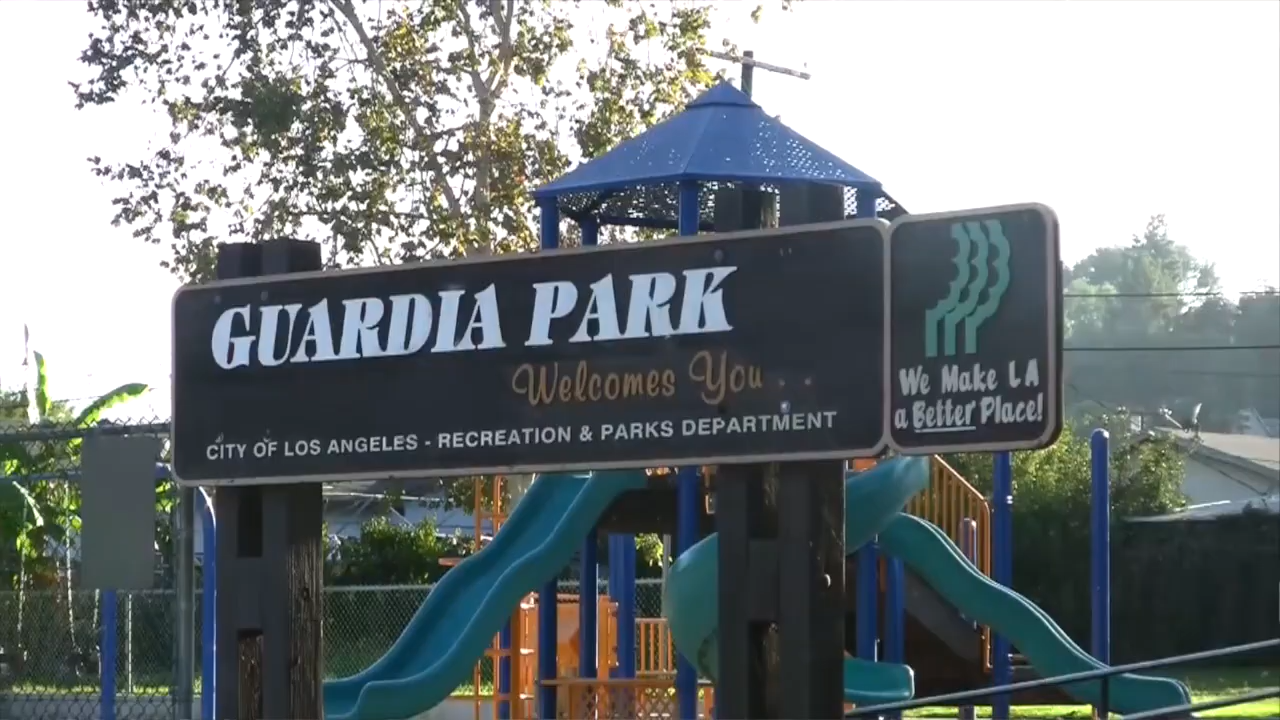 GUARDIA PARK
Welcomes You . .
CITY OF LOS ANGELES - RECREATION & PARKS DEPARTMENT
We Make LA
a Better Place!